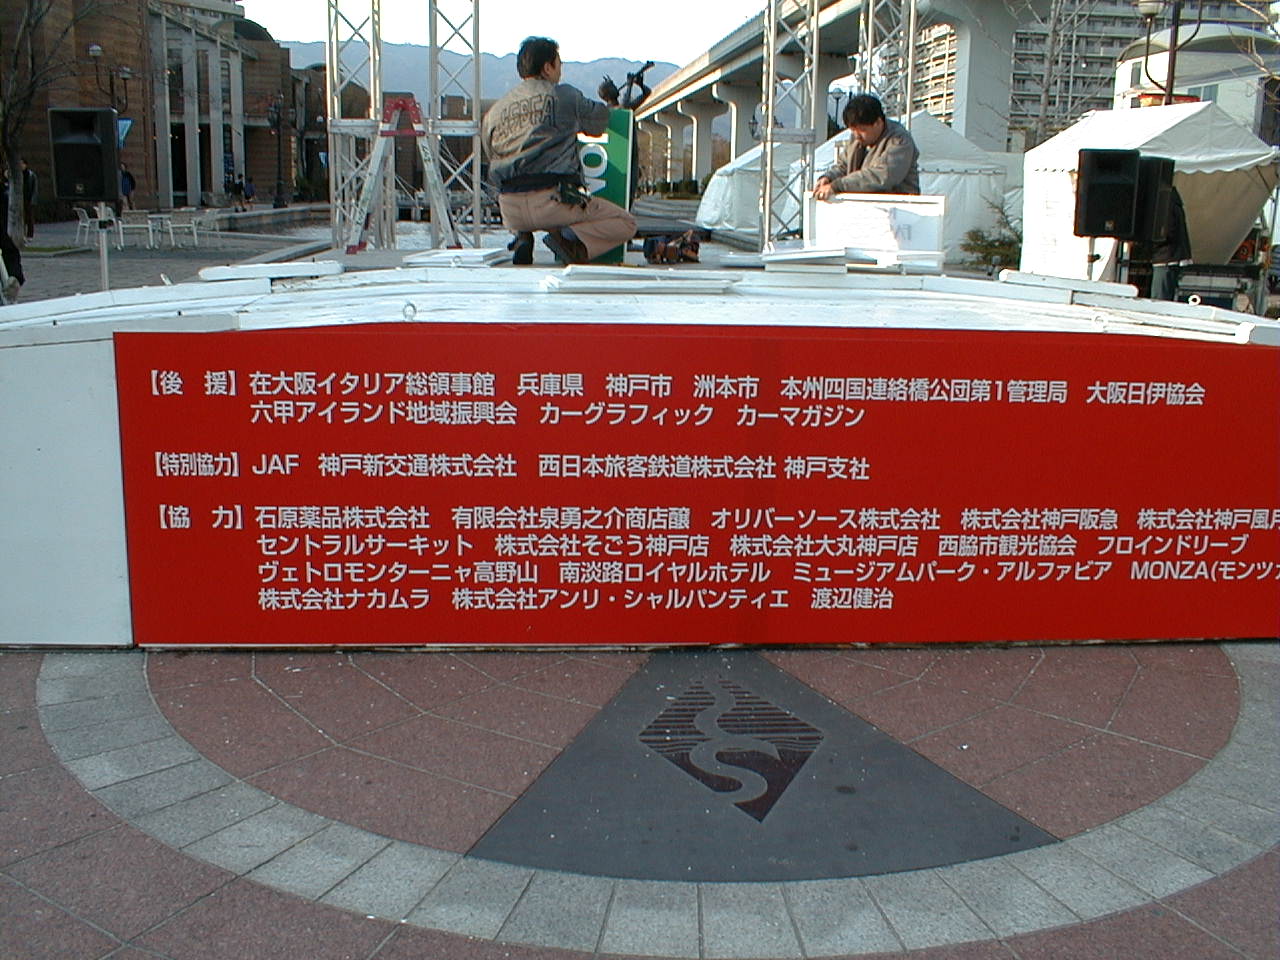 【後 援】在大阪イタリア総領事館 兵庫県 神戸市 洲本市 本州四国連絡橋公団第1管理局 大阪日伊協会
六甲アイランド地域振興会 カーグラフィック カーマガジン
【特別協力】JAF 神戸新交通株式会社 西日本旅客鉄道株式会社 神戸支社
【協 力】石原薬品株式会社 有限会社泉勇之介商店醸 オリバーソース株式会社 株式会社神戸阪急 株式会社神戸風月
セントラルサーキット 株式会社そごう神戸店 株式会社大丸神戸店 西脇市観光協会 フロインドリーブ
ヴェトロモンターニャ高野山 南淡路ロイヤルホテル ミュージアムパーク・アルファビア MONZA(モンツァ
株式会社ナカムラ 株式会社アンリ・シャルパンティエ 渡辺健治